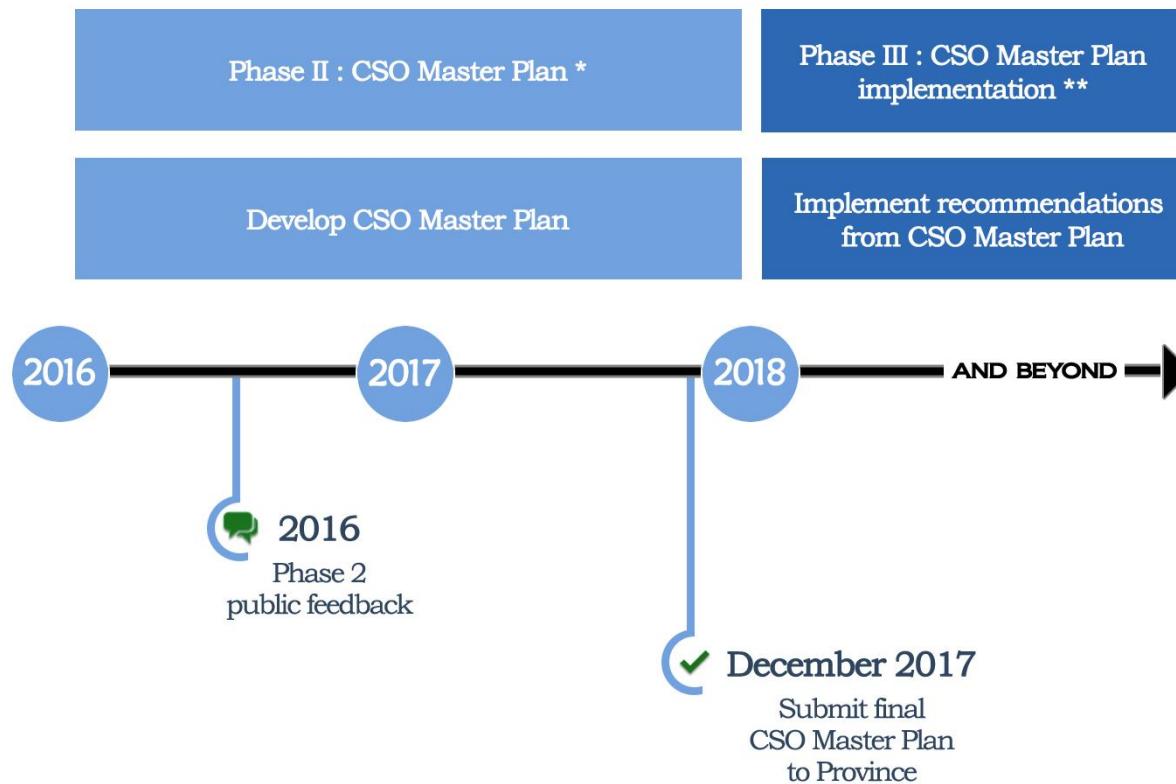 Phase II : CSO Master Plan *
Phase III : CSO Master Plan
implementation **
Develop CSO Master Plan
Implement recommendations
from CSO Master Plan
2016
2017
2018
AND BEYOND
2016
Phase 2
public feedback
December 2017
Submit final
CSO Master Plan
to Province